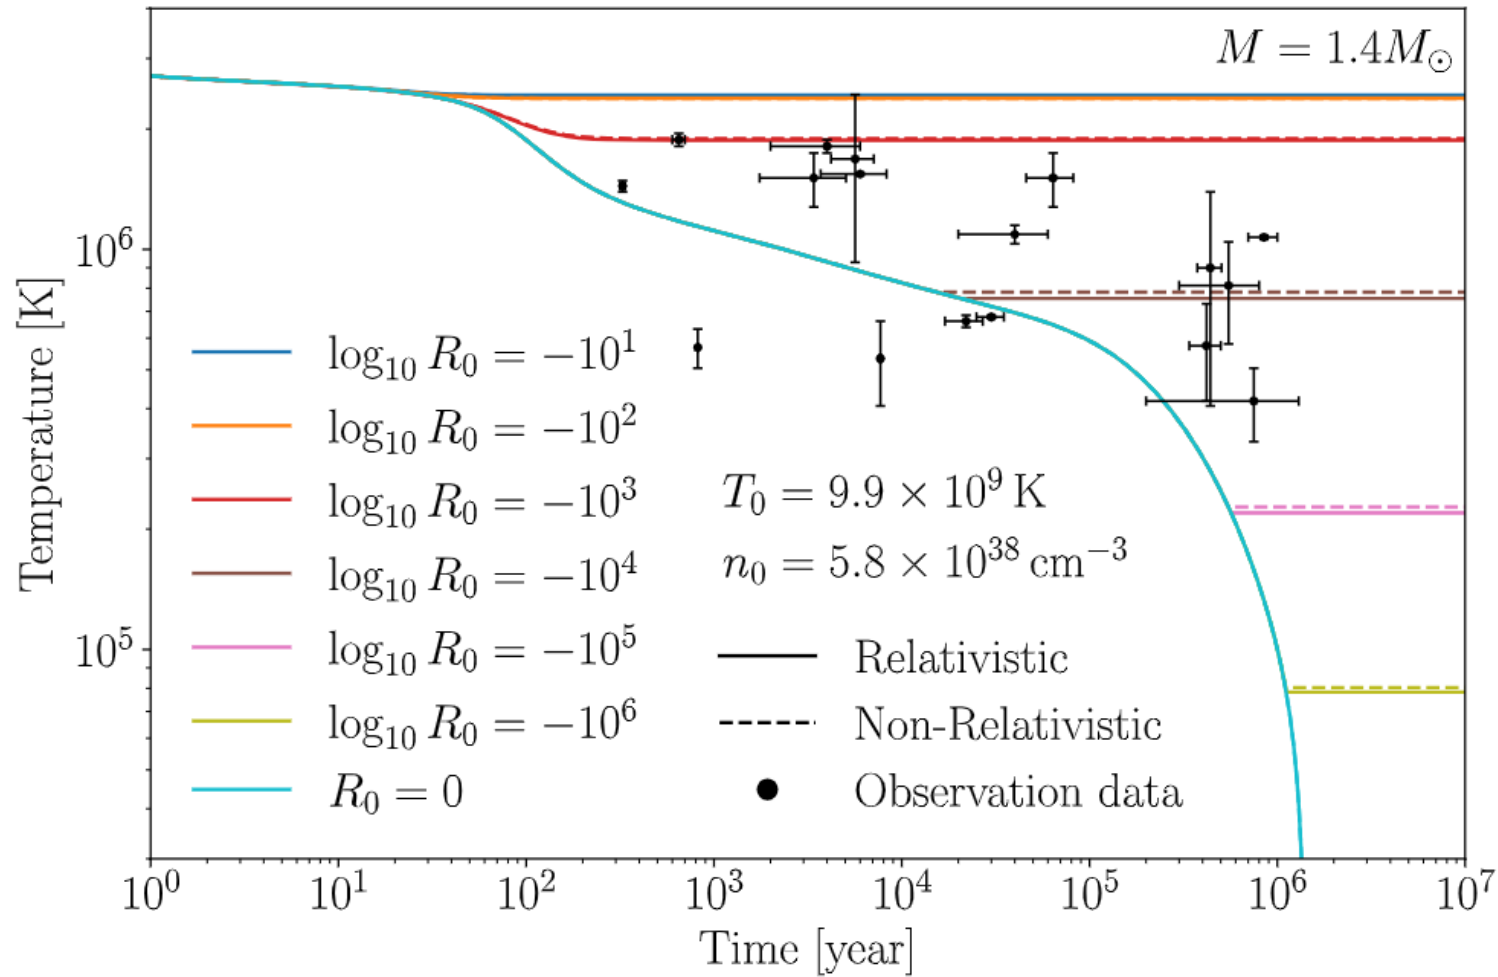 M = 1.4M⊙
Temperature [K]
10⁶
10⁵
log₁₀ R₀ = −10¹
log₁₀ R₀ = −10²
log₁₀ R₀ = −10³
log₁₀ R₀ = −10⁴
log₁₀ R₀ = −10⁵
log₁₀ R₀ = −10⁶
R₀ = 0
T₀ = 9.9 × 10⁹ K
n₀ = 5.8 × 10³⁸ cm⁻³
Relativistic
Non-Relativistic
Observation data
10⁰ 10¹ 10² 10³ 10⁴ 10⁵ 10⁶ 10⁷
Time [year]